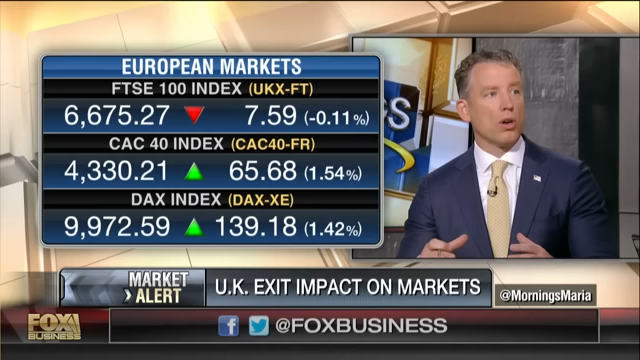 EUROPEAN MARKETS
FTSE 100 INDEX (UKX-FT)
6,675.27 ▼ 7.59 (-0.11%)
CAC 40 INDEX (CAC40-FR)
4,330.21 ▲ 65.68 (1.54%)
DAX INDEX (DAX-XE)
9,972.59 ▲ 139.18 (1.42%)
MARKET
ALERT
U.K. EXIT IMPACT ON MARKETS
@MorningsMaria
FOX
BUSINESS
@FOXBUSINESS